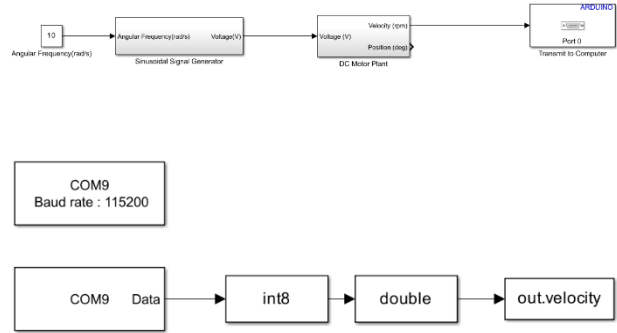 ARDUINO
10
Angular Frequency(rad/s)
Angular Frequency(rad/s)
Voltage(V)
Sinusoidal Signal Generator
Voltage (V)
Velocity (rpm)
Position (deg)
DC Motor Plant
Port 0
Transmit to Computer
COM9
Baud rate : 115200
COM9
Data
int8
double
out.velocity